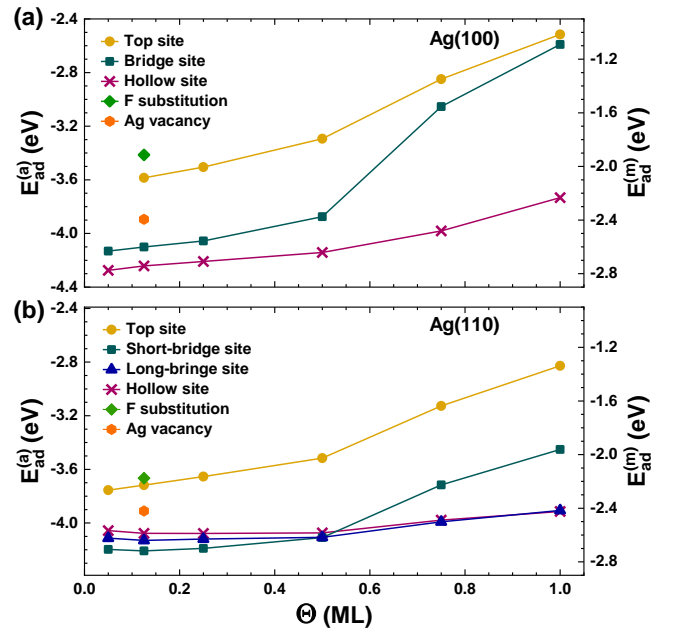 (a)
Ag(100)
Top site
Bridge site
Hollow site
F substitution
Ag vacancy
-2.4
-2.8
-3.2
-3.6
-4.0
-4.4
E_ad^(a) (eV)
-1.2
-1.6
-2.0
-2.4
-2.8
E_ad^(m) (eV)
(b)
Ag(110)
Top site
Short-bridge site
Long-bringe site
Hollow site
F substitution
Ag vacancy
-2.4
-2.8
-3.2
-3.6
-4.0
E_ad^(a) (eV)
-1.2
-1.6
-2.0
-2.4
-2.8
E_ad^(m) (eV)
0.0 0.2 0.4 0.6 0.8 1.0
Θ (ML)